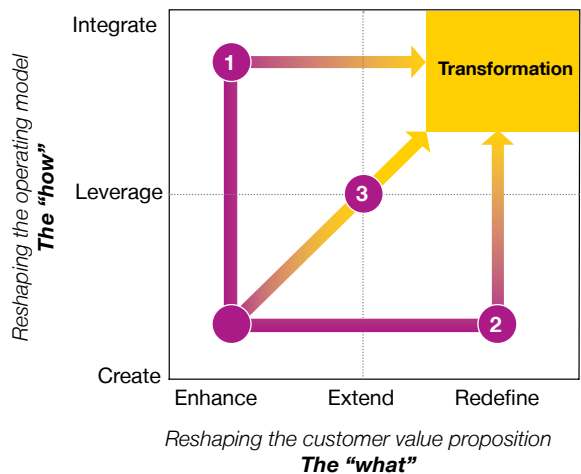 Integrate
1
Transformation
Reshaping the operating model
The “how”
Leverage
3
2
Create
Enhance
Extend
Redefine
Reshaping the customer value proposition
The “what”